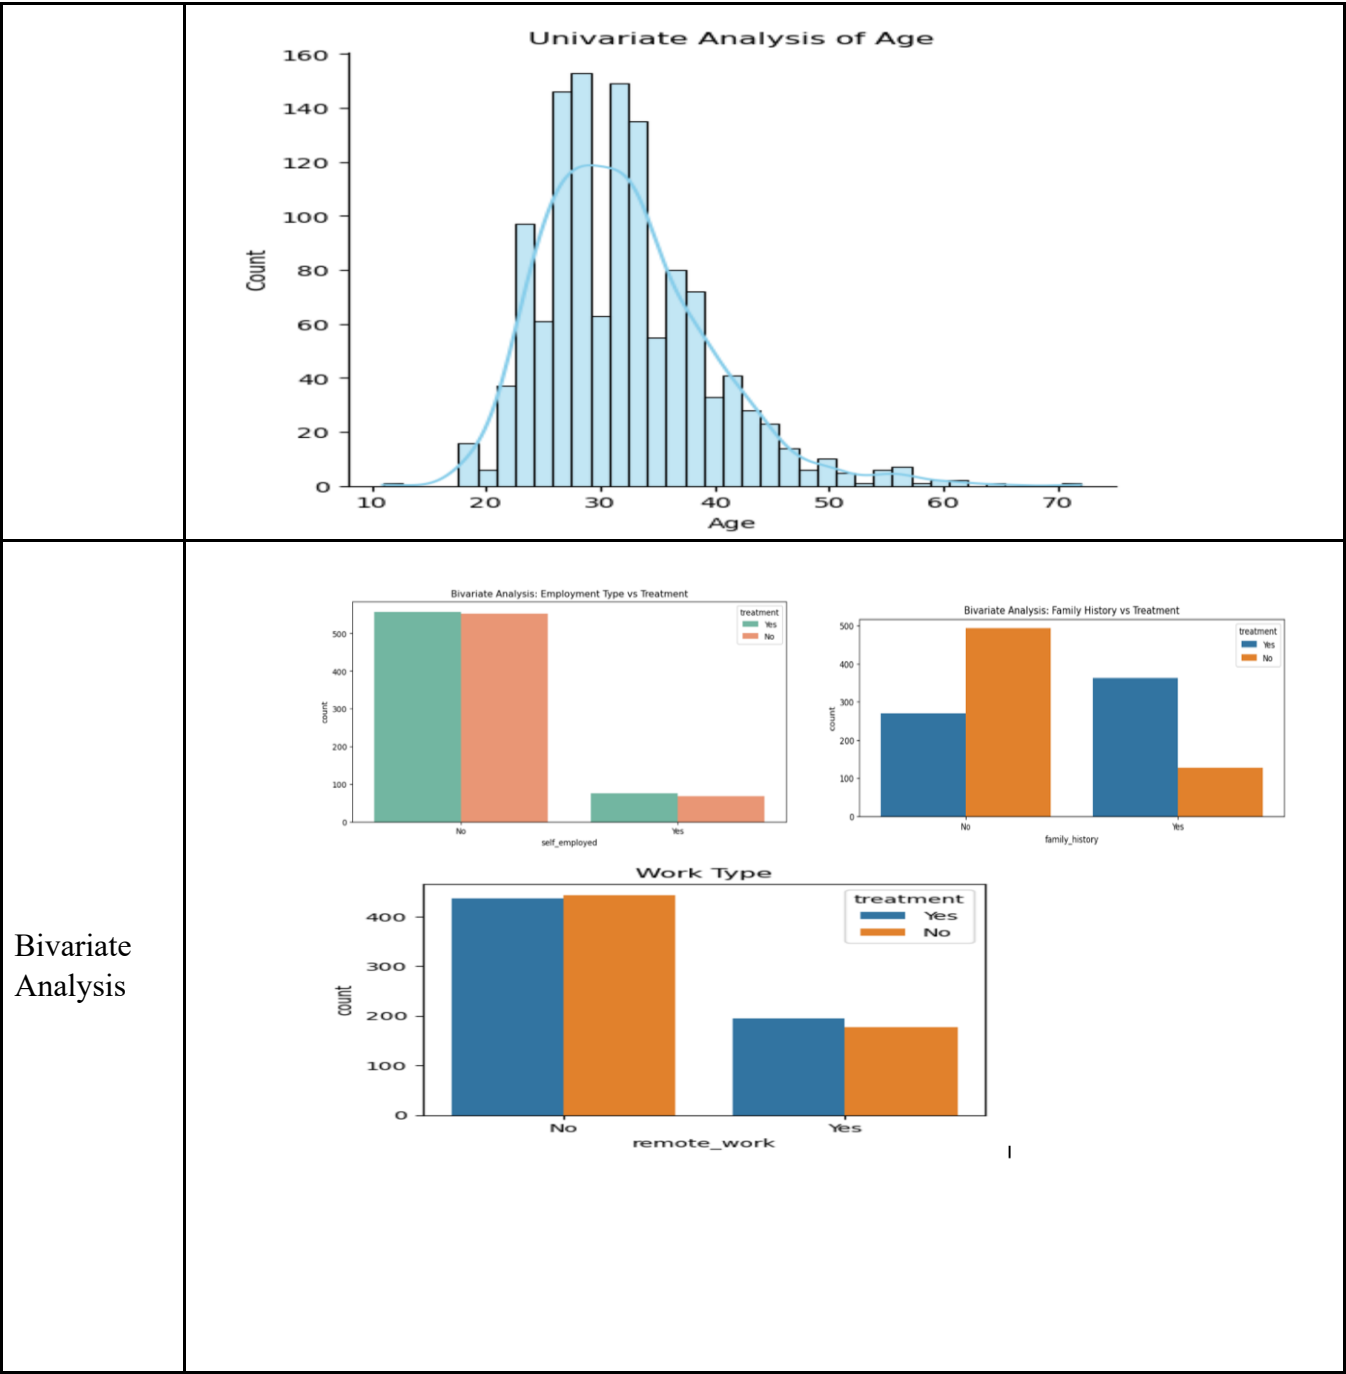 Univariate Analysis of Age
160
140
120
100
80
60
40
20
0
Count
10 20 30 40 50 60 70
Age
Bivariate
Analysis
Bivariate Analysis: Employment Type vs Treatment
treatment
Yes
No
500
400
300
200
100
0
count
No Yes
self_employed
Bivariate Analysis: Family History vs Treatment
treatment
Yes
No
500
400
300
200
100
0
count
No Yes
family_history
Work Type
treatment
Yes
No
400
300
200
100
0
count
No Yes
remote_work